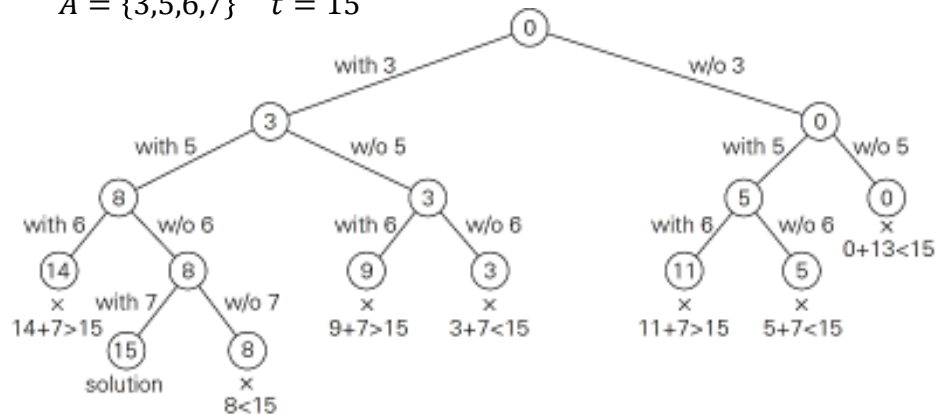 A = {3,5,6,7} t = 15
0
with 3
w/o 3
3
0
with 5
w/o 5
with 5
w/o 5
8
3
5
0
with 6
w/o 6
with 6
w/o 6
with 6
w/o 6
×
0+13<15
14
8
9
3
11
5
×
with 7
w/o 7
×
×
×
×
14+7>15
9+7>15
3+7<15
11+7>15
5+7<15
15
8
solution
×
8<15